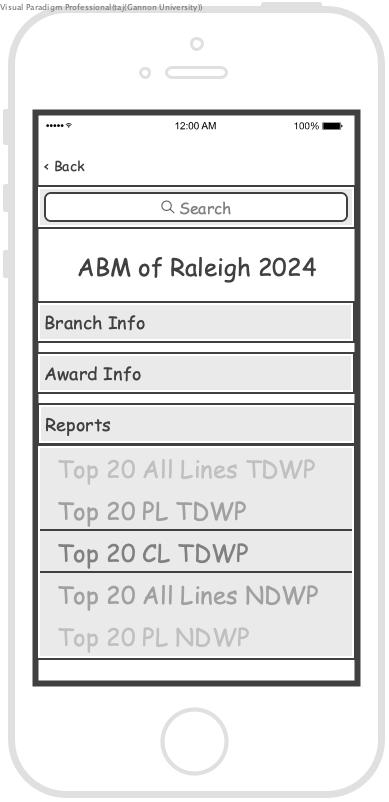 Visual Paradigm Professional(taj(Gannon University))
12:00 AM 100%
< Back
Search
ABM of Raleigh 2024
Branch Info
Award Info
Reports
Top 20 All Lines TDWP
Top 20 PL TDWP
Top 20 CL TDWP
Top 20 All Lines NDWP
Top 20 PL NDWP